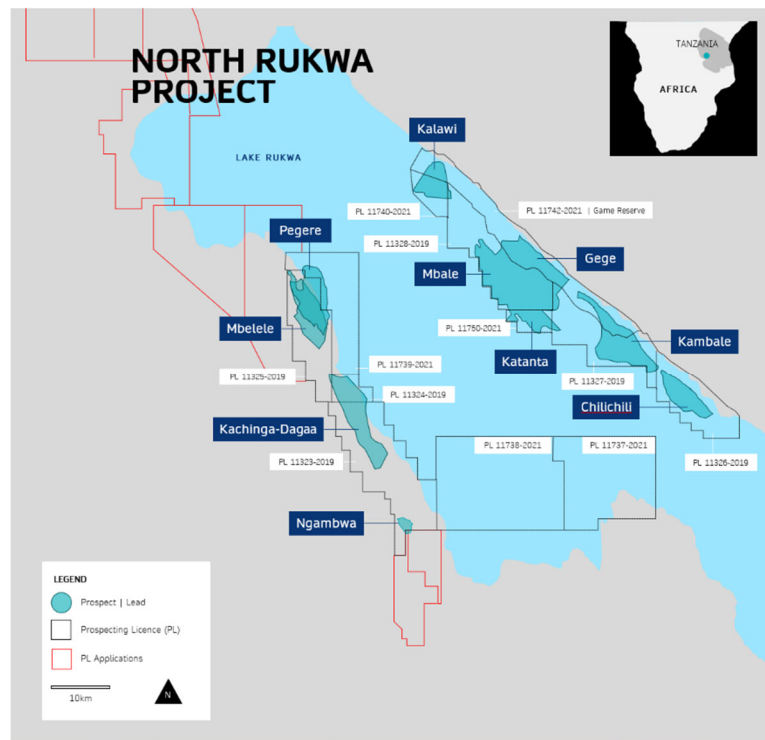 NORTH RUKWA
PROJECT
TANZANIA
AFRICA
Kalawi
LAKE RUKWA
PL 11740-2021
PL 11742-2021 | Game Reserve
Pegere
PL 11328-2019
Gege
Mbale
Mbelele
PL 11750-2021
Katanta
Kambale
PL 11739-2021
PL 11325-2019
PL 11327-2019
PL 11324-2019
Chilichili
Kachinga-Dagaa
PL 11738-2021
PL 11737-2021
PL 11323-2019
PL 11326-2019
Ngambwa
LEGEND
Prospect | Lead
Prospecting Licence (PL)
PL Applications
10km
N